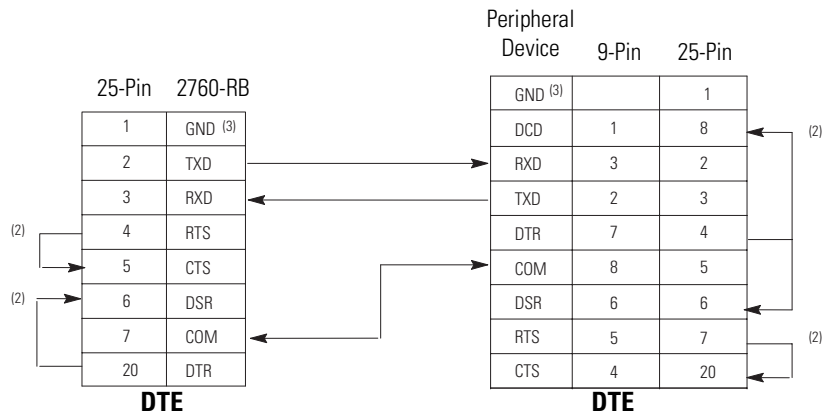 Peripheral
Device 9-Pin 25-Pin
GND (3) 1
DCD 1 8 (2)
RXD 3 2
TXD 2 3
DTR 7 4
COM 8 5
DSR 6 6
RTS 5 7 (2)
CTS 4 20
DTE
25-Pin 2760-RB
1 GND (3)
2 TXD
3 RXD
(2) 4 RTS
5 CTS
(2) 6 DSR
7 COM
20 DTR
DTE